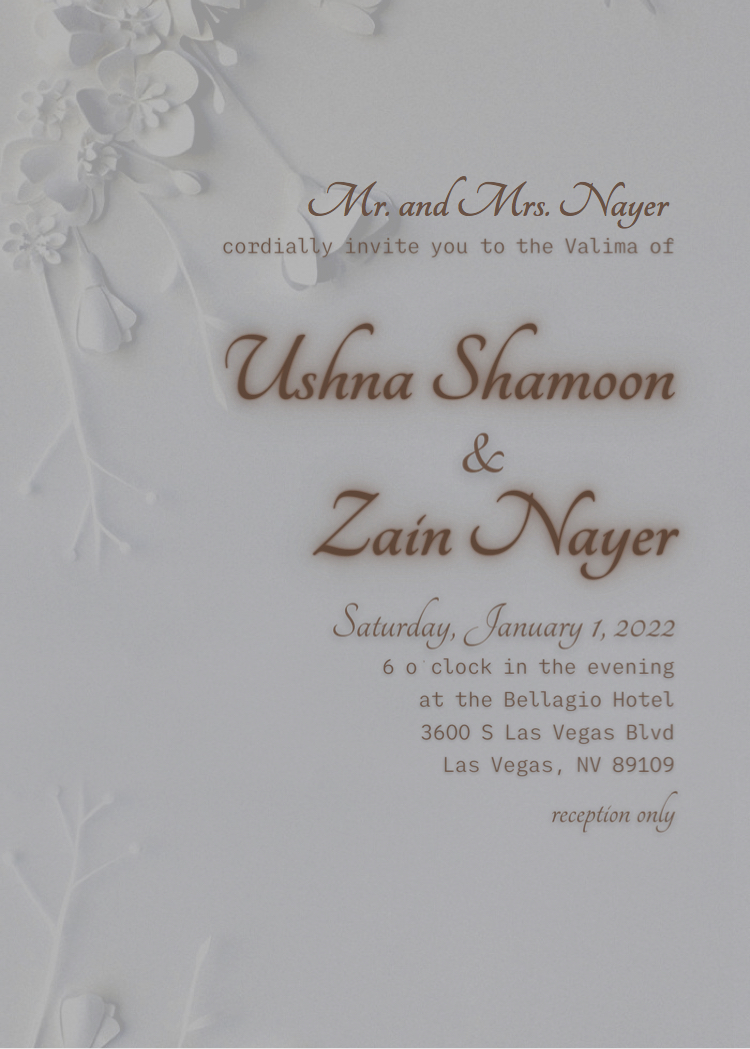 Mr. and Mrs. Nayer
cordially invite you to the Valima of
Ushna Shamoon
&
Zain Nayer
Saturday, January 1, 2022
6 o'clock in the evening
at the Bellagio Hotel
3600 S Las Vegas Blvd
Las Vegas, NV 89109
reception only